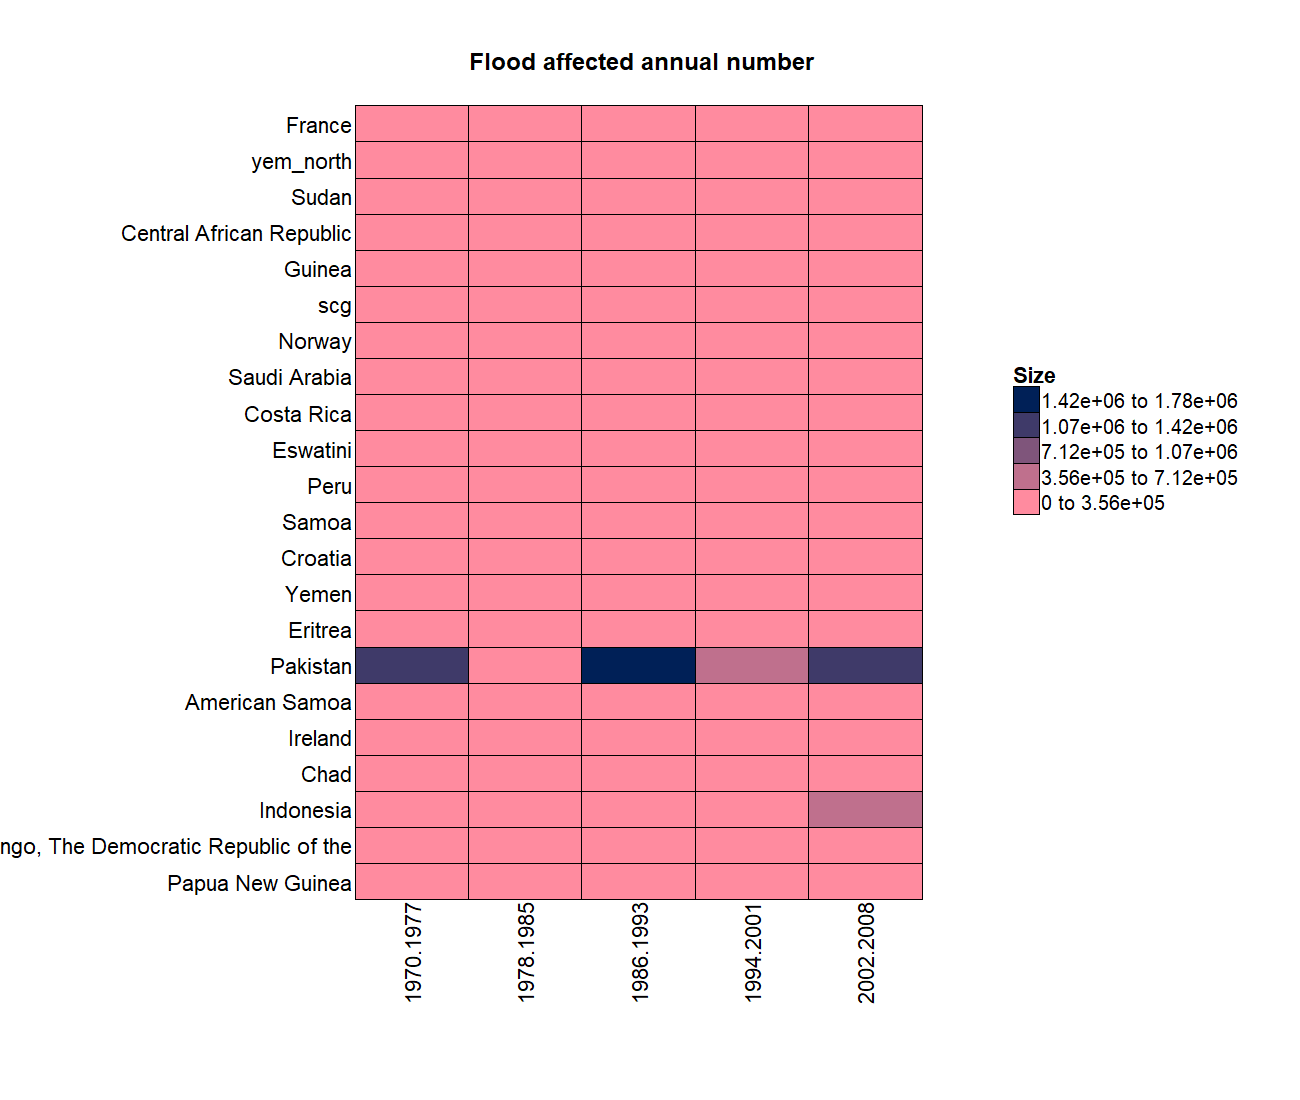 Flood affected annual number
France
yem_north
Sudan
Central African Republic
Guinea
scg
Norway
Saudi Arabia
Costa Rica
Eswatini
Peru
Samoa
Croatia
Yemen
Eritrea
Pakistan
American Samoa
Ireland
Chad
Indonesia
ngo, The Democratic Republic of the
Papua New Guinea
1970.1977
1978.1985
1986.1993
1994.2001
2002.2008
Size
1.42e+06 to 1.78e+06
1.07e+06 to 1.42e+06
7.12e+05 to 1.07e+06
3.56e+05 to 7.12e+05
0 to 3.56e+05